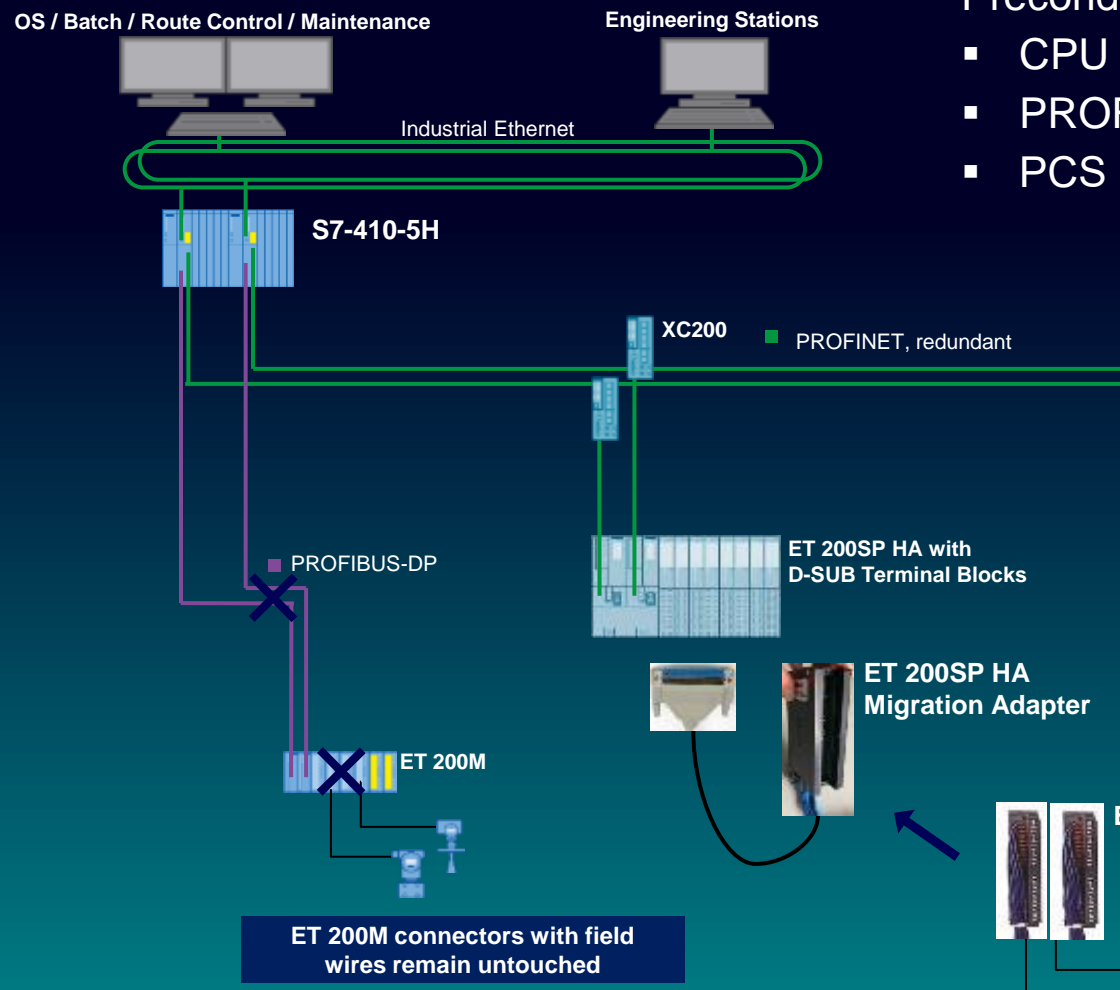 OS / Batch / Route Control / Maintenance
Engineering Stations
CPU
PCS
Industrial Ethernet
S7-410-5H
XC200
PROFINET, redundant
PROFIBUS-DP
ET 200SP HA with
D-SUB Terminal Blocks
ET 200SP HA
Migration Adapter
ET 200M
ET 200M connectors with field
wires remain untouched